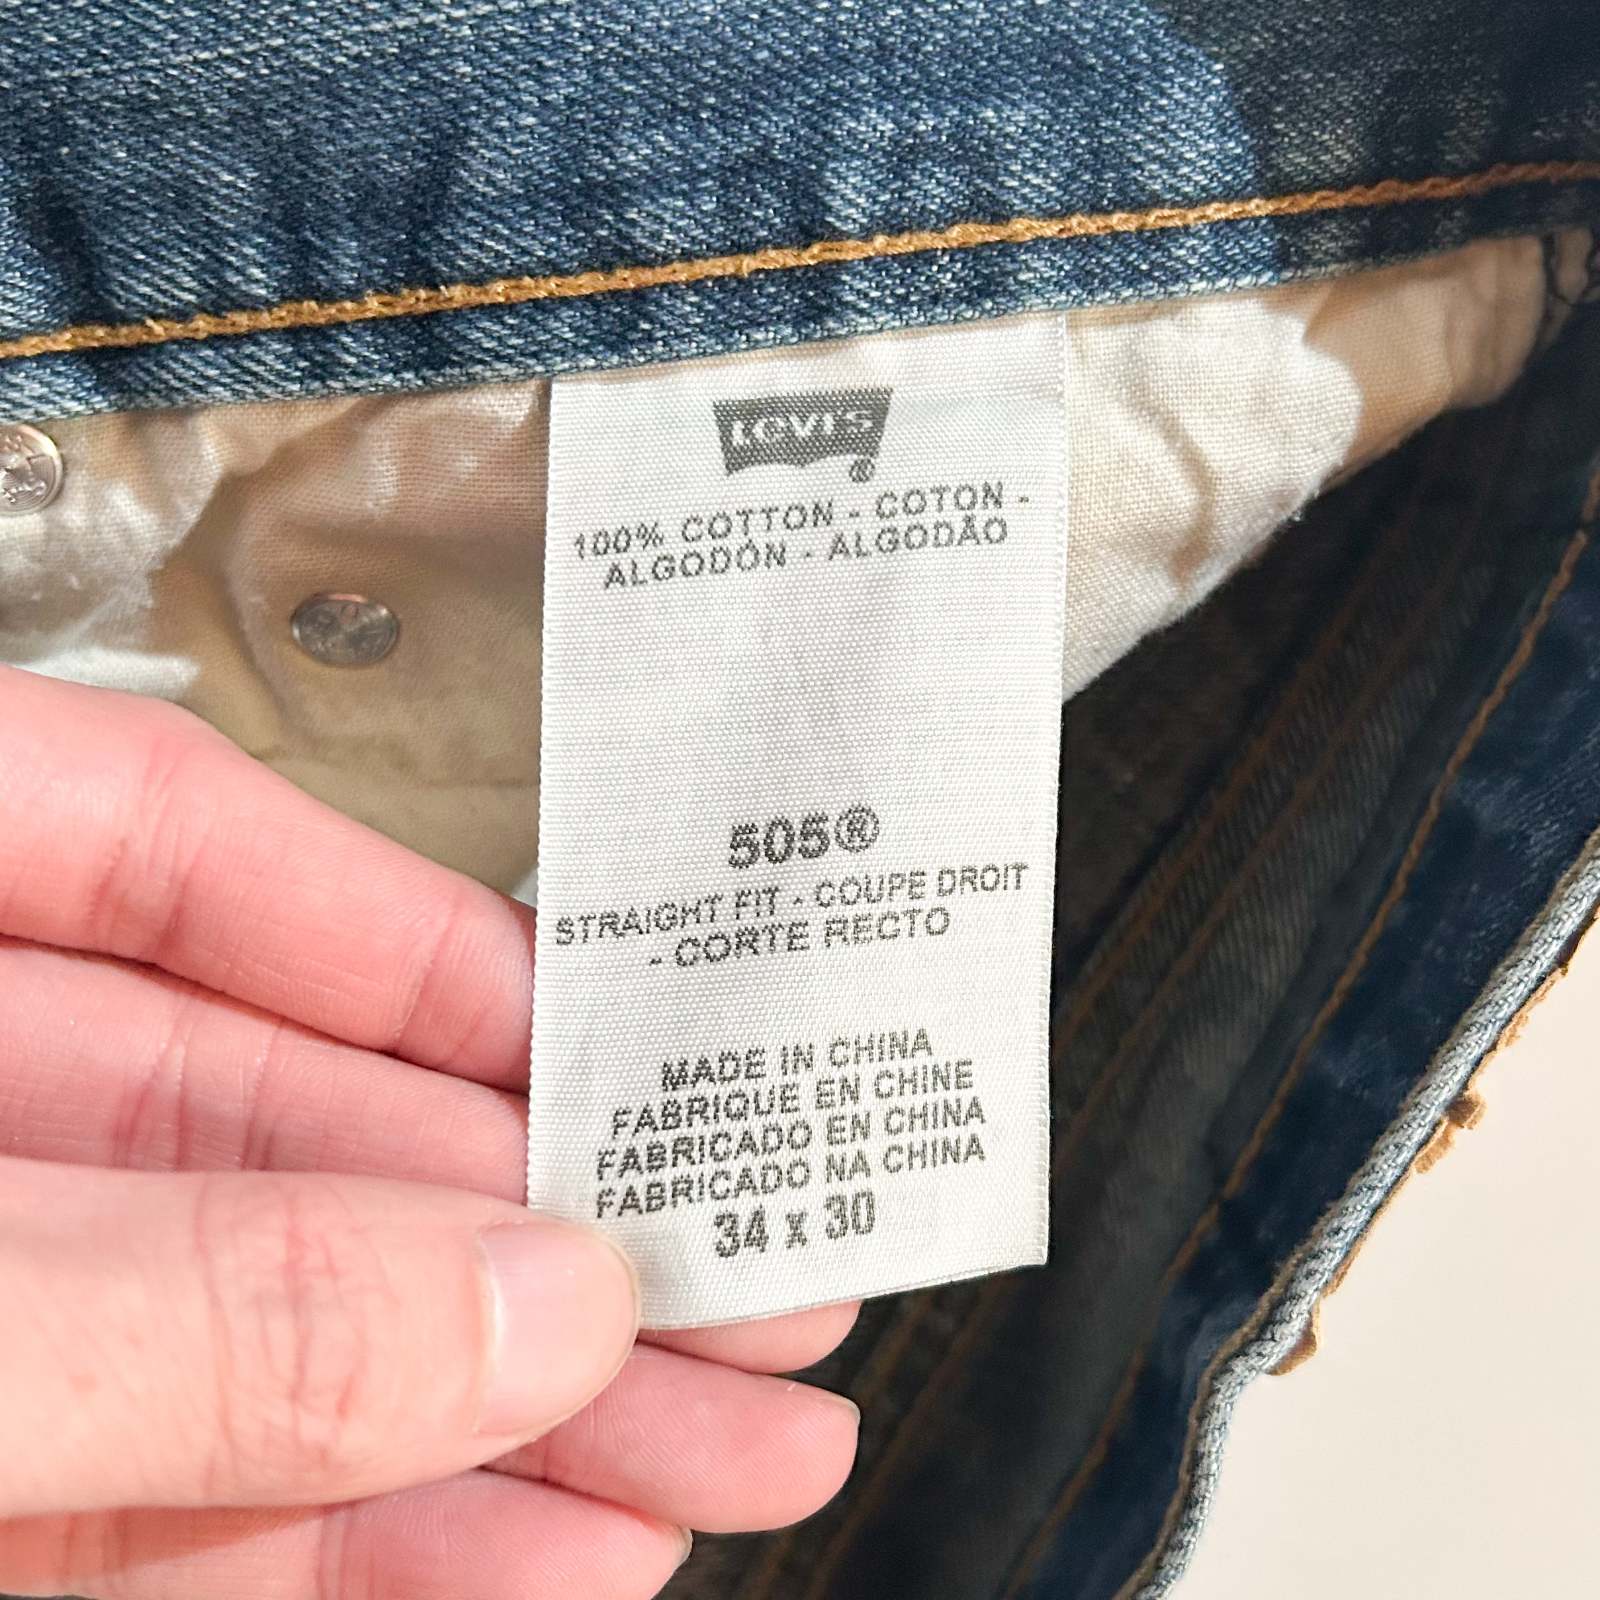 Levi's
®
100% COTTON - COTON -
ALGODÓN - ALGODÃO
505®
STRAIGHT FIT - COUPE DROIT
- CORTE RECTO
MADE IN CHINA
FABRIQUE EN CHINE
FABRICADO EN CHINA
FABRICADO NA CHINA
34 x 30